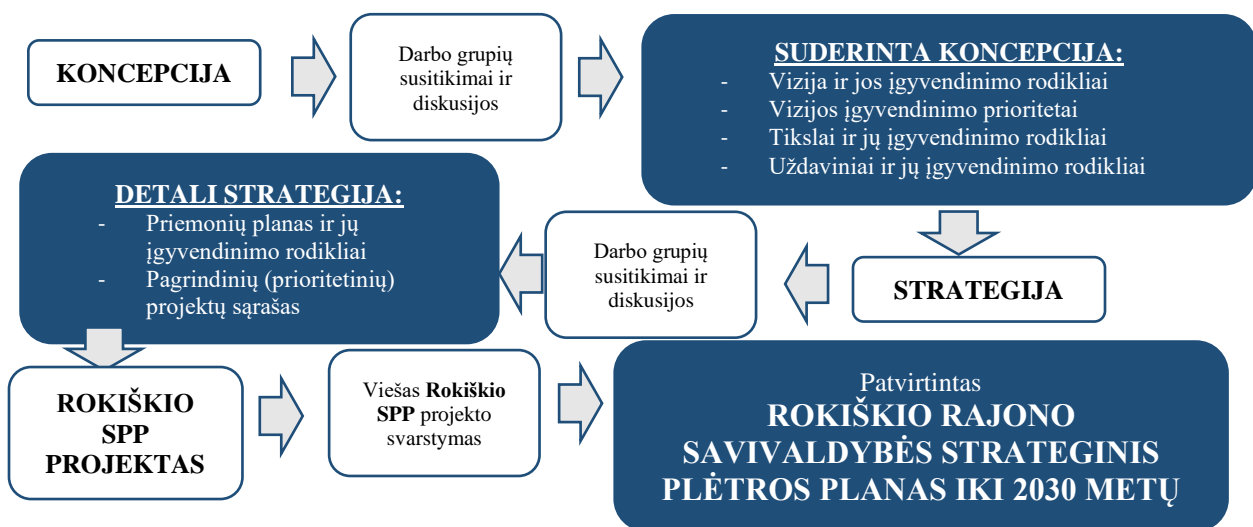 KONCEPCIJA
Darbo grupių
susitikimai ir
diskusijos
SUDERINTA KONCEPCIJA:
- Vizija ir jos įgyvendinimo rodikliai
- Vizijos įgyvendinimo prioritetai
- Tikslai ir jų įgyvendinimo rodikliai
- Uždaviniai ir jų įgyvendinimo rodikliai
STRATEGIJA
Darbo grupių
susitikimai ir
diskusijos
DETALI STRATEGIJA:
- Priemonių planas ir jų
įgyvendinimo rodikliai
- Pagrindinių (prioritetinių)
projektų sąrašas
ROKIŠKIO
SPP
PROJEKTAS
Viešas Rokiškio
SPP projekto
svarstymas
Patvirtintas
ROKIŠKIO RAJONO
SAVIVALDYBĖS STRATEGINIS
PLĖTROS PLANAS IKI 2030 METŲ